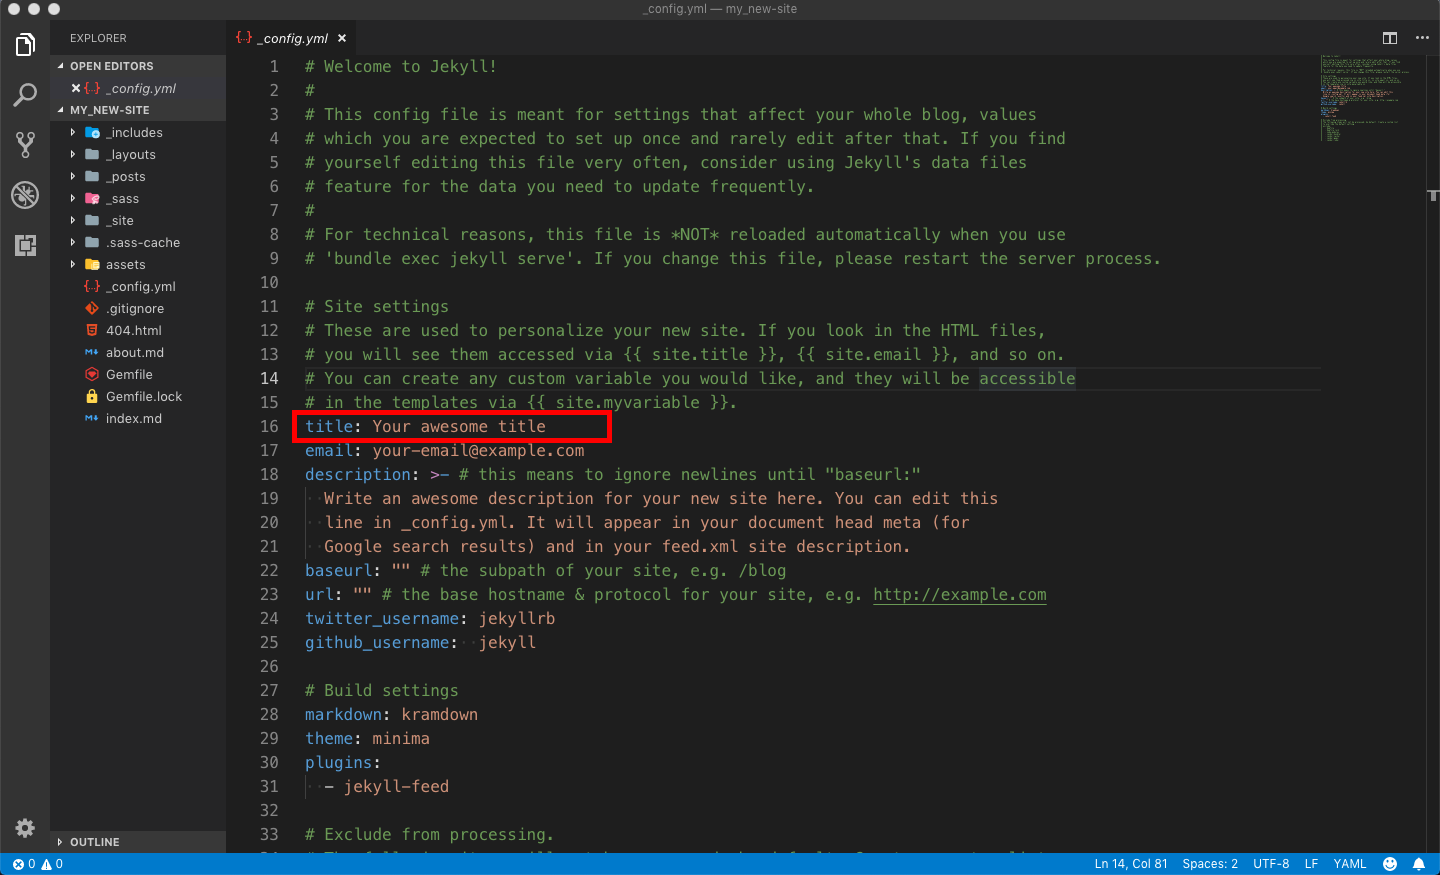 _config.yml — my_new-site
EXPLORER
OPEN EDITORS
_config.yml
MY_NEW-SITE
_includes
_layouts
_posts
_sass
_site
.sass-cache
assets
_config.yml
.gitignore
404.html
about.md
Gemfile
Gemfile.lock
index.md
OUTLINE
_config.yml
1 # Welcome to Jekyll!
2 #
3 # This config file is meant for settings that affect your whole blog, values
4 # which you are expected to set up once and rarely edit after that. If you find
5 # yourself editing this file very often, consider using Jekyll's data files
6 # feature for the data you need to update frequently.
7 #
8 # For technical reasons, this file is *NOT* reloaded automatically when you use
9 # 'bundle exec jekyll serve'. If you change this file, please restart the server process.
10
11 # Site settings
12 # These are used to personalize your new site. If you look in the HTML files,
13 # you will see them accessed via {{ site.title }}, {{ site.email }}, and so on.
14 # You can create any custom variable you would like, and they will be accessible
15 # in the templates via {{ site.myvariable }}.
16 title: Your awesome title
17 email: your-email@example.com
18 description: >- # this means to ignore newlines until "baseurl:"
19 Write an awesome description for your new site here. You can edit this
20 line in _config.yml. It will appear in your document head meta (for
21 Google search results) and in your feed.xml site description.
22 baseurl: "" # the subpath of your site, e.g. /blog
23 url: "" # the base hostname & protocol for your site, e.g. http://example.com
24 twitter_username: jekyllrb
25 github_username: jekyll
26
27 # Build settings
28 markdown: kramdown
29 theme: minima
30 plugins:
31 - jekyll-feed
32
33 # Exclude from processing.
0 0
Ln 14, Col 81 Spaces: 2 UTF-8 LF YAML